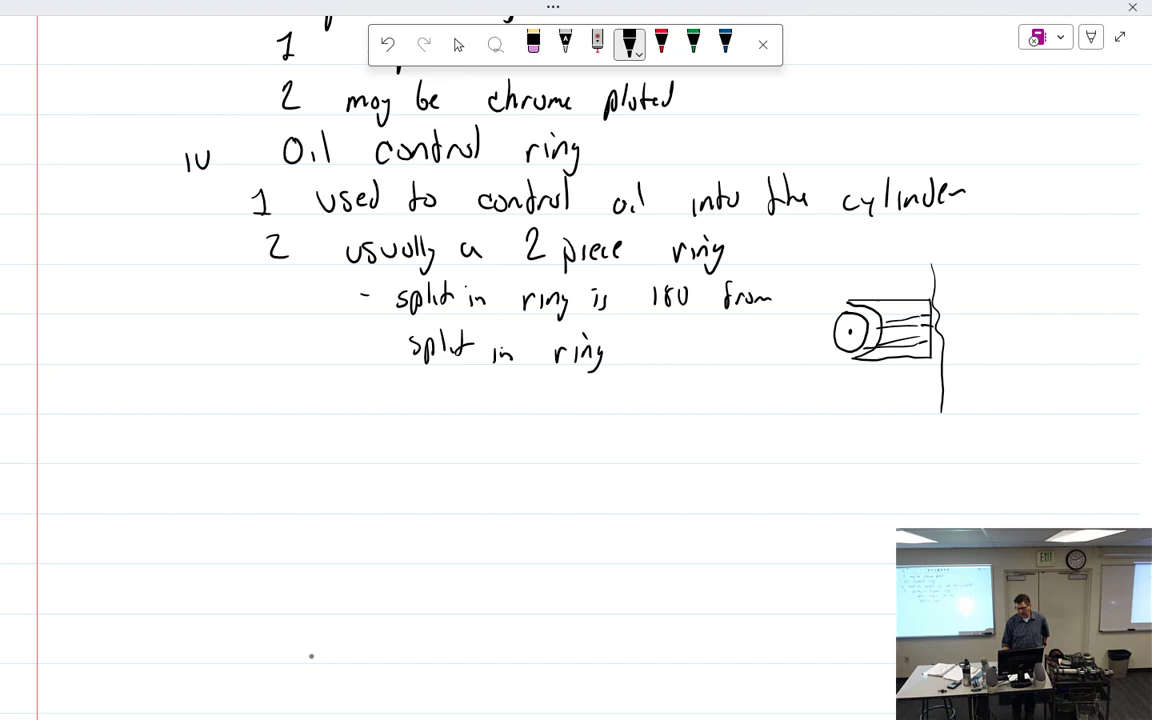 1
2 may be chrome plated
iv Oil control ring
1 used to control oil into the cylinder
2 usually a 2 piece ring
- split in ring is 180 from
split in ring
EXIT